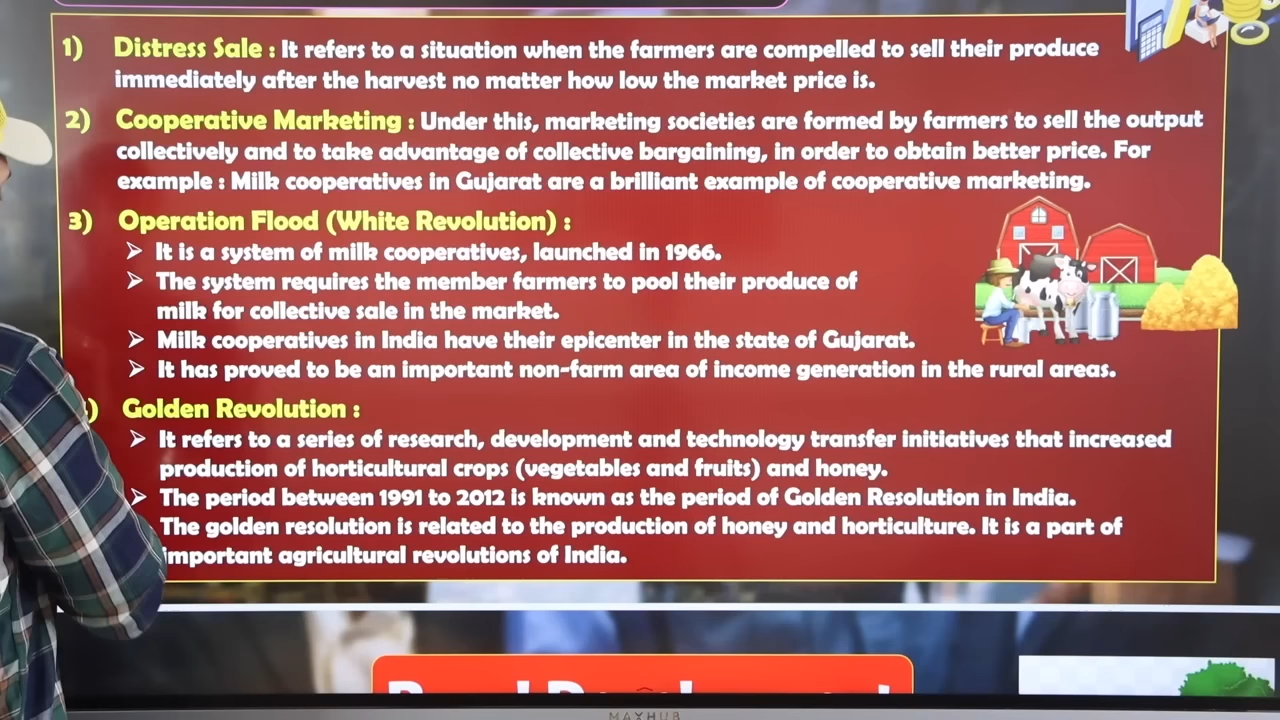 1) Distress Sale : It refers to a situation when the farmers are compelled to sell their produce
immediately after the harvest no matter how low the market price is.
2) Cooperative Marketing : Under this, marketing societies are formed by farmers to sell the output
collectively and to take advantage of collective bargaining, in order to obtain better price. For
example : Milk cooperatives in Gujarat are a brilliant example of cooperative marketing.
3) Operation Flood (White Revolution) :
➢ It is a system of milk cooperatives, launched in 1966.
➢ The system requires the member farmers to pool their produce of
milk for collective sale in the market.
➢ Milk cooperatives in India have their epicenter in the state of Gujarat.
➢ It has proved to be an important non-farm area of income generation in the rural areas.
) Golden Revolution :
➢ It refers to a series of research, development and technology transfer initiatives that increased
production of horticultural crops (vegetables and fruits) and honey.
➢ The period between 1991 to 2012 is known as the period of Golden Resolution in India.
The golden resolution is related to the production of honey and horticulture. It is a part of
important agricultural revolutions of India.
MAXHUB